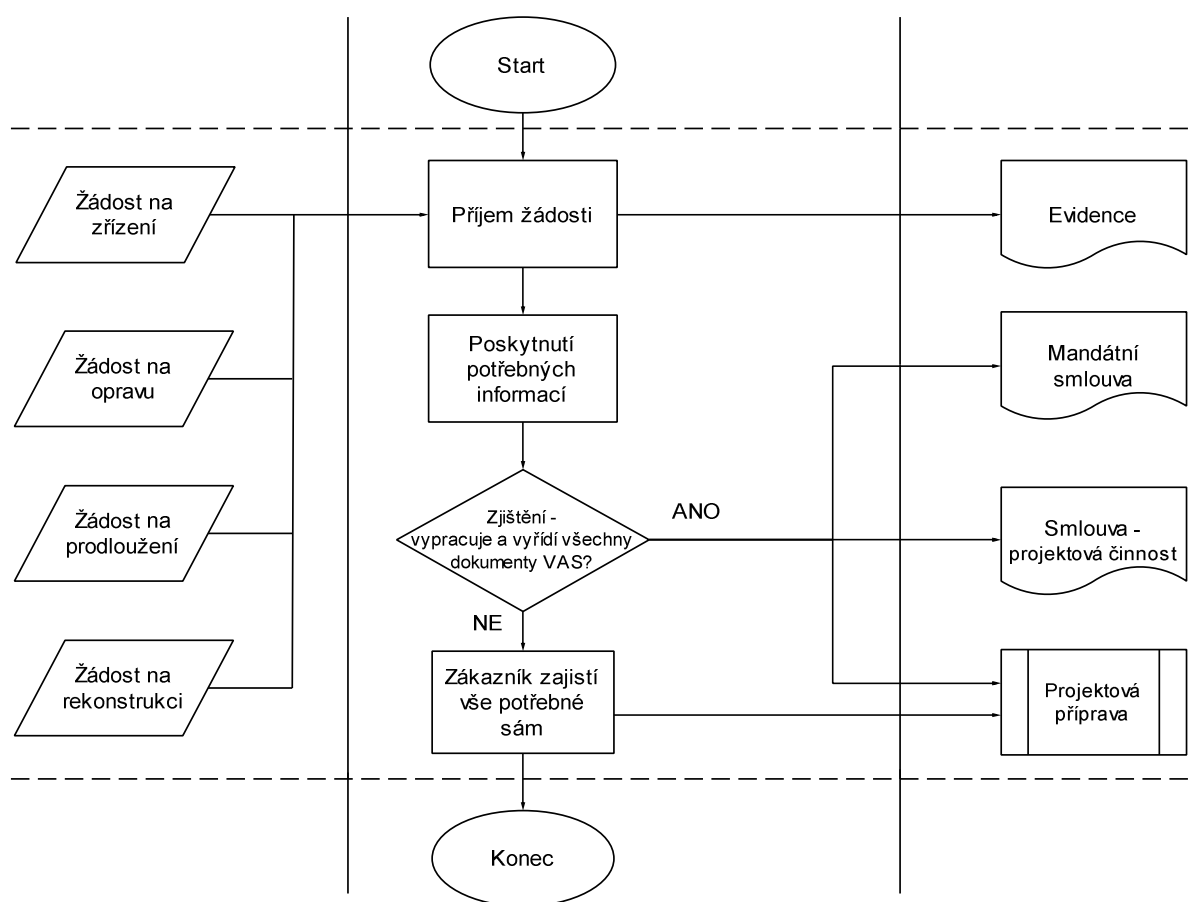 Start
Žádost na
zřízení
Příjem žádosti
Evidence
Žádost na
opravu
Poskytnutí
potřebných
informací
Mandátní
smlouva
Žádost na
prodloužení
Zjištění -
vypracuje a vyřídí všechny
dokumenty VAS?
ANO
Smlouva -
projektová činnost
NE
Žádost na
rekonstrukci
Zákazník zajistí
vše potřebné
sám
Projektová
příprava
Konec